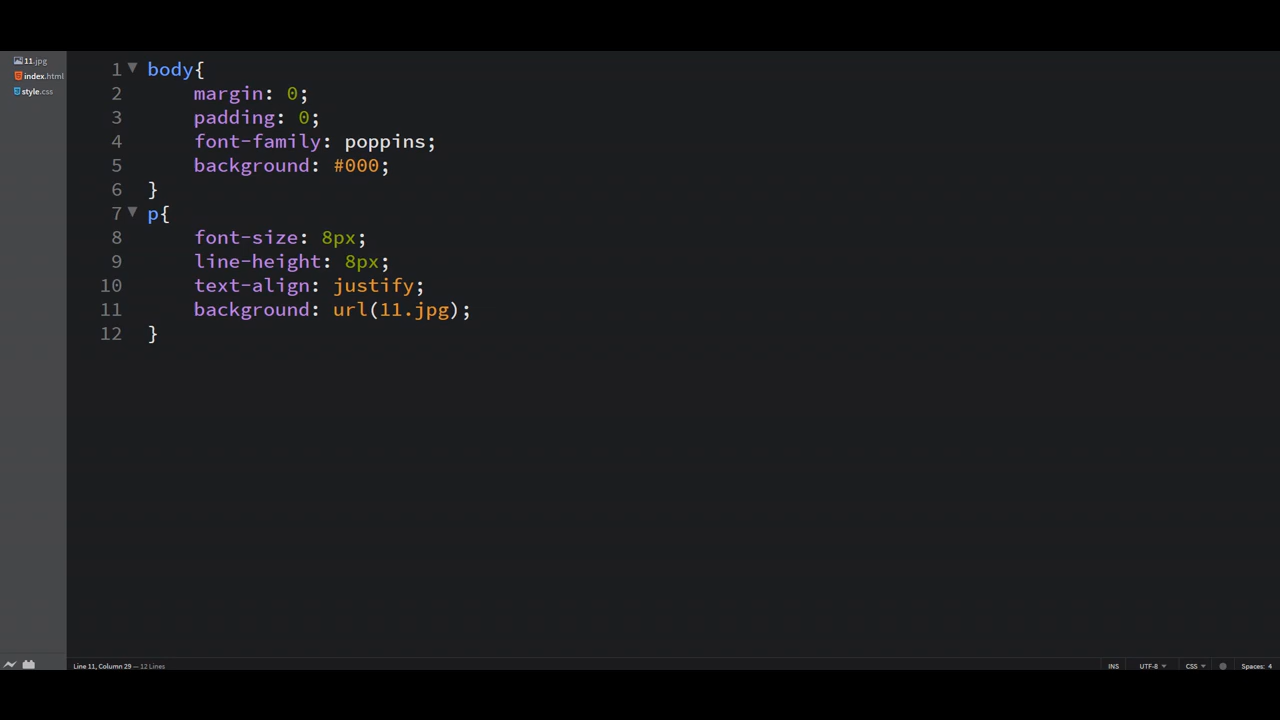 11.jpg
index.html
style.css
1 body{
2 margin: 0;
3 padding: 0;
4 font-family: poppins;
5 background: #000;
6 }
7 p{
8 font-size: 8px;
9 line-height: 8px;
10 text-align: justify;
11 background: url(11.jpg);
12 }
Line 11, Column 29 — 12 Lines
INS UTF-8 CSS Spaces: 4